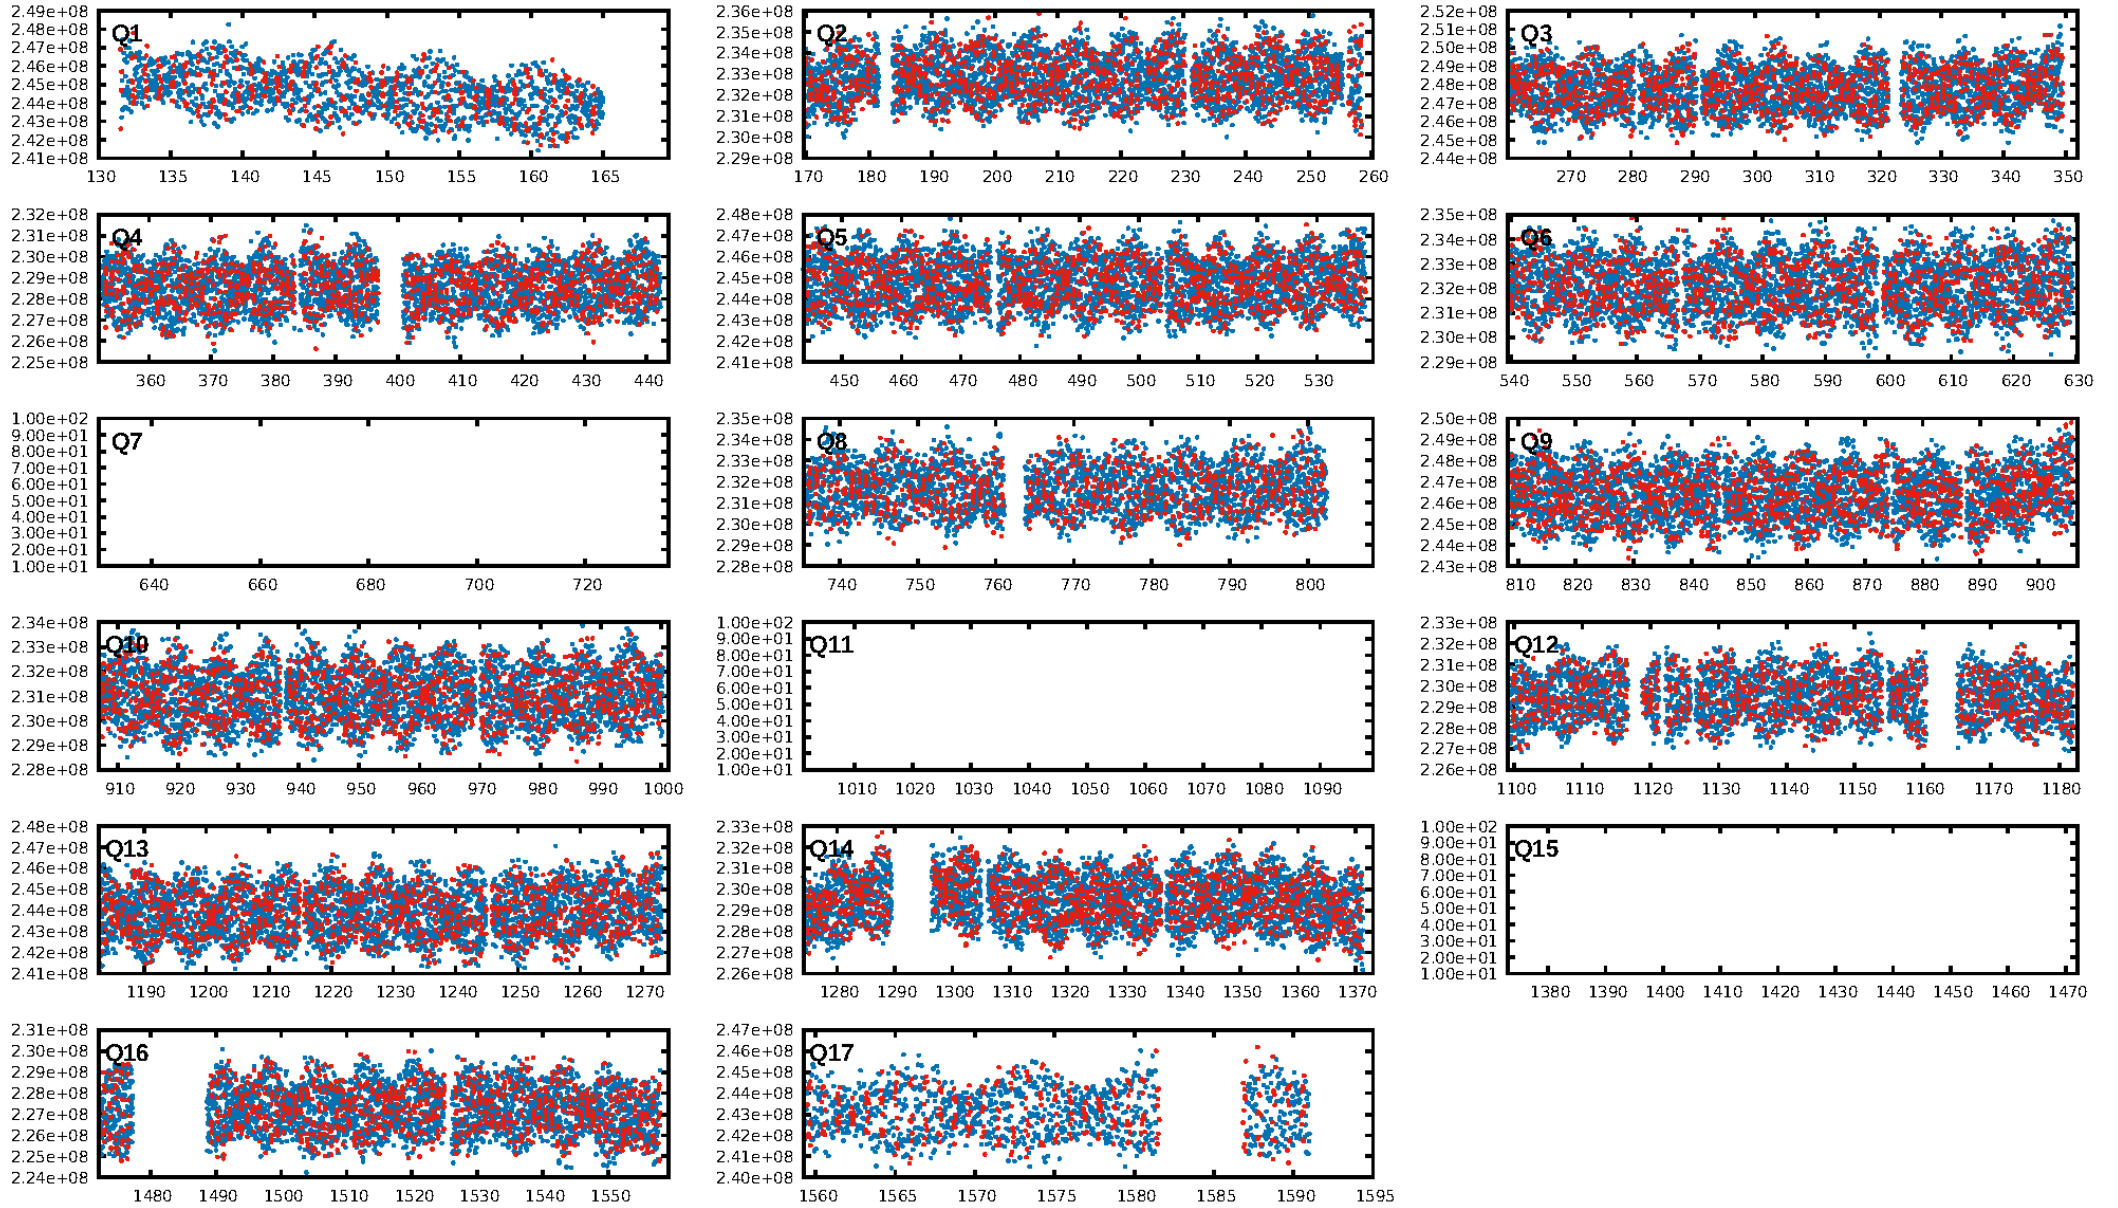 2.49e+08 2.48e+08 2.47e+08 2.46e+08 2.45e+08 2.44e+08 2.43e+08 2.42e+08 2.41e+08
Q1
130 135 140 145 150 155 160 165
2.36e+08 2.35e+08 2.34e+08 2.33e+08 2.32e+08 2.31e+08 2.30e+08 2.29e+08
Q2
170 180 190 200 210 220 230 240 250 260
2.52e+08 2.51e+08 2.50e+08 2.49e+08 2.48e+08 2.47e+08 2.46e+08 2.45e+08 2.44e+08
Q3
270 280 290 300 310 320 330 340 350
2.32e+08 2.31e+08 2.30e+08 2.29e+08 2.28e+08 2.27e+08 2.26e+08 2.25e+08
Q4
360 370 380 390 400 410 420 430 440
2.48e+08 2.47e+08 2.46e+08 2.45e+08 2.44e+08 2.43e+08 2.42e+08 2.41e+08
Q5
450 460 470 480 490 500 510 520 530
2.35e+08 2.34e+08 2.33e+08 2.32e+08 2.31e+08 2.30e+08 2.29e+08
Q6
540 550 560 570 580 590 600 610 620 630
1.00e+02 9.00e+01 8.00e+01 7.00e+01 6.00e+01 5.00e+01 4.00e+01 3.00e+01 2.00e+01 1.00e+01
Q7
640 660 680 700 720
2.35e+08 2.34e+08 2.33e+08 2.32e+08 2.31e+08 2.30e+08 2.29e+08 2.28e+08
Q8
740 750 760 770 780 790 800
2.50e+08 2.49e+08 2.48e+08 2.47e+08 2.46e+08 2.45e+08 2.44e+08 2.43e+08
Q9
810 820 830 840 850 860 870 880 890 900
2.34e+08 2.33e+08 2.32e+08 2.31e+08 2.30e+08 2.29e+08 2.28e+08
Q10
910 920 930 940 950 960 970 980 990 1000
1.00e+02 9.00e+01 8.00e+01 7.00e+01 6.00e+01 5.00e+01 4.00e+01 3.00e+01 2.00e+01 1.00e+01
Q11
1010 1020 1030 1040 1050 1060 1070 1080 1090
2.33e+08 2.32e+08 2.31e+08 2.30e+08 2.29e+08 2.28e+08 2.27e+08 2.26e+08
Q12
1100 1110 1120 1130 1140 1150 1160 1170 1180
2.48e+08 2.47e+08 2.46e+08 2.45e+08 2.44e+08 2.43e+08 2.42e+08 2.41e+08
Q13
1190 1200 1210 1220 1230 1240 1250 1260 1270
2.33e+08 2.32e+08 2.31e+08 2.30e+08 2.29e+08 2.28e+08 2.27e+08 2.26e+08
Q14
1280 1290 1300 1310 1320 1330 1340 1350 1360 1370
1.00e+02 9.00e+01 8.00e+01 7.00e+01 6.00e+01 5.00e+01 4.00e+01 3.00e+01 2.00e+01 1.00e+01
Q15
1380 1390 1400 1410 1420 1430 1440 1450 1460 1470
2.31e+08 2.30e+08 2.29e+08 2.28e+08 2.27e+08 2.26e+08 2.25e+08 2.24e+08
Q16
1480 1490 1500 1510 1520 1530 1540 1550
2.47e+08 2.46e+08 2.45e+08 2.44e+08 2.43e+08 2.42e+08 2.41e+08 2.40e+08
Q17
1560 1565 1570 1575 1580 1585 1590 1595